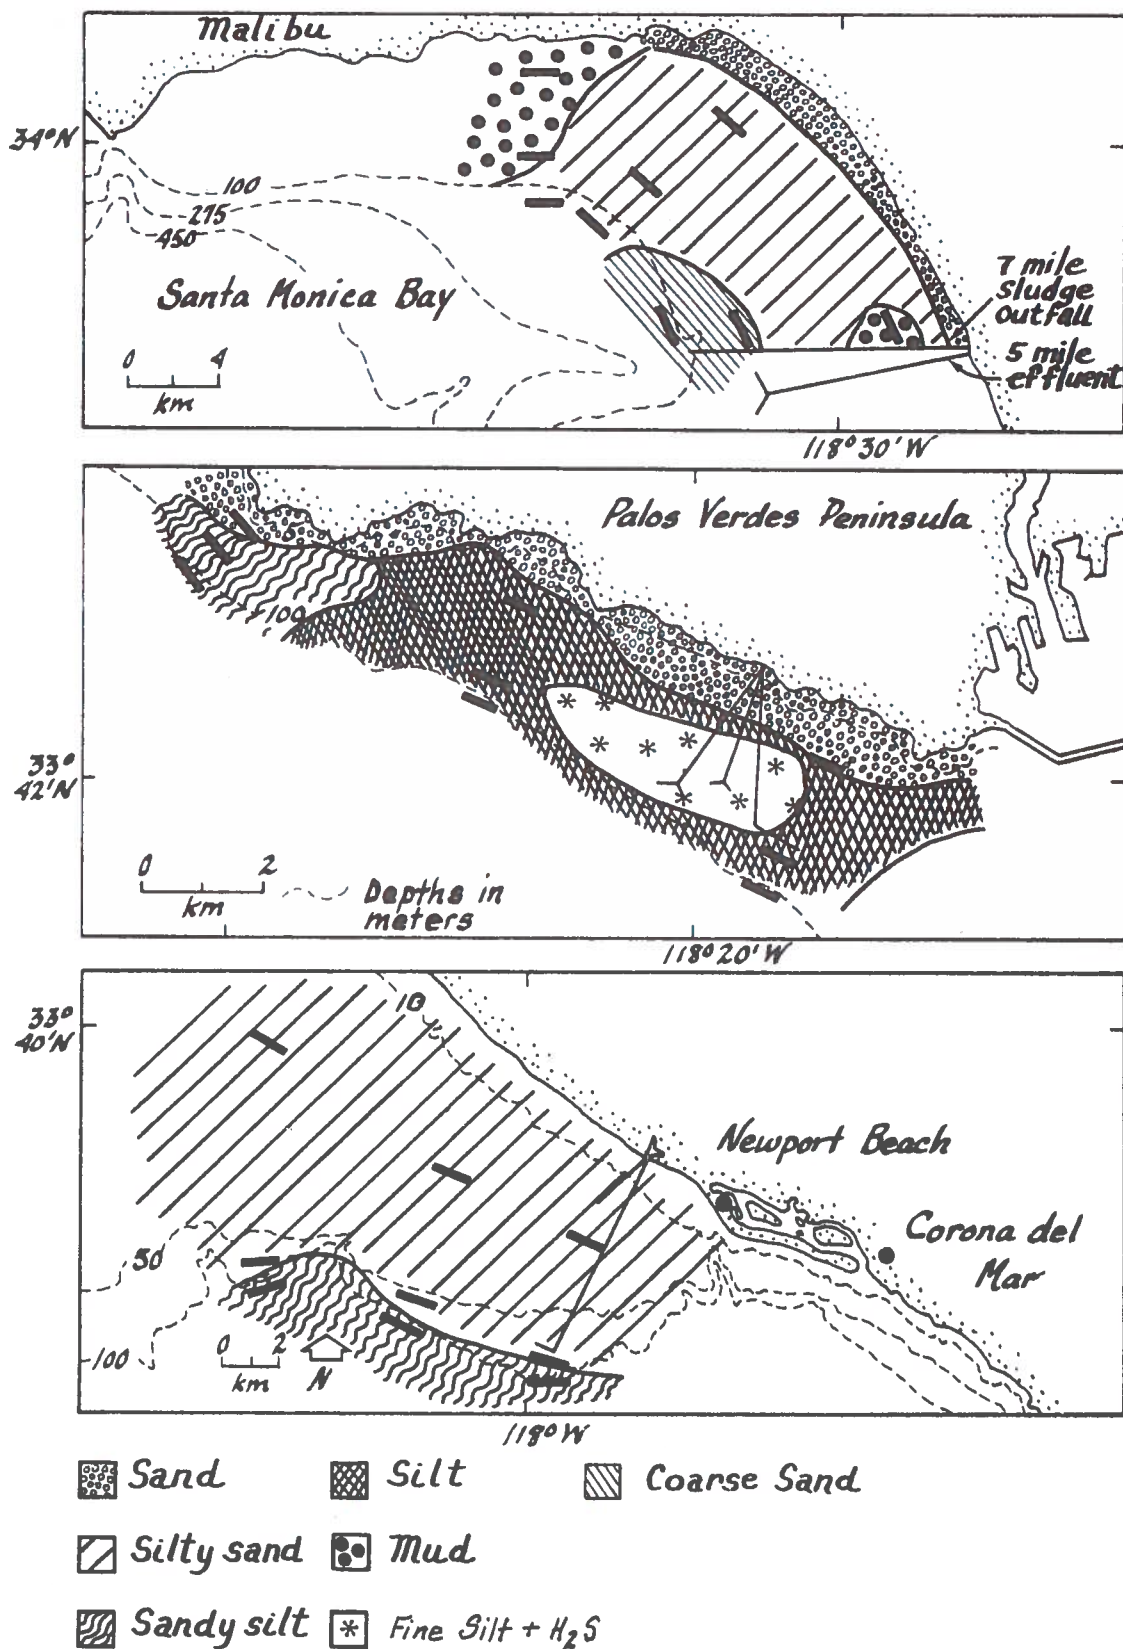 Malibu
34°N
100
275
450
Santa Monica Bay
7 mile
sludge
outfall
5 mile
effluent
0 4
km
118°30'W
Palos Verdes Peninsula
100
33°
42'N
0 2
km
Depths in
meters
118°20'W
33°
40'N
10
Newport Beach
Corona del
Mar
50
100
0 2
km
N
118°W
Sand
Silt
Coarse Sand
Silty sand
Mud
Sandy silt
Fine Silt + H₂S